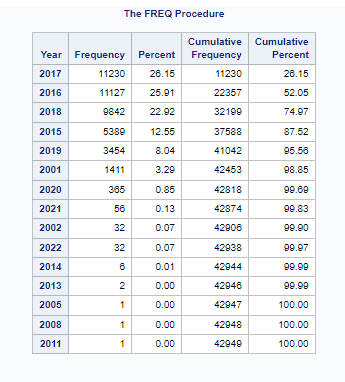 The FREQ Procedure
Year Frequency Percent Cumulative Frequency Cumulative Percent
2017 11230 26.15 11230 26.15
2016 11127 25.91 22357 52.05
2018 9842 22.92 32199 74.97
2015 5389 12.55 37588 87.52
2019 3454 8.04 41042 95.56
2001 1411 3.29 42453 98.85
2020 365 0.85 42818 99.69
2021 56 0.13 42874 99.83
2002 32 0.07 42906 99.90
2022 32 0.07 42938 99.97
2014 6 0.01 42944 99.99
2013 2 0.00 42946 99.99
2005 1 0.00 42947 100.00
2008 1 0.00 42948 100.00
2011 1 0.00 42949 100.00